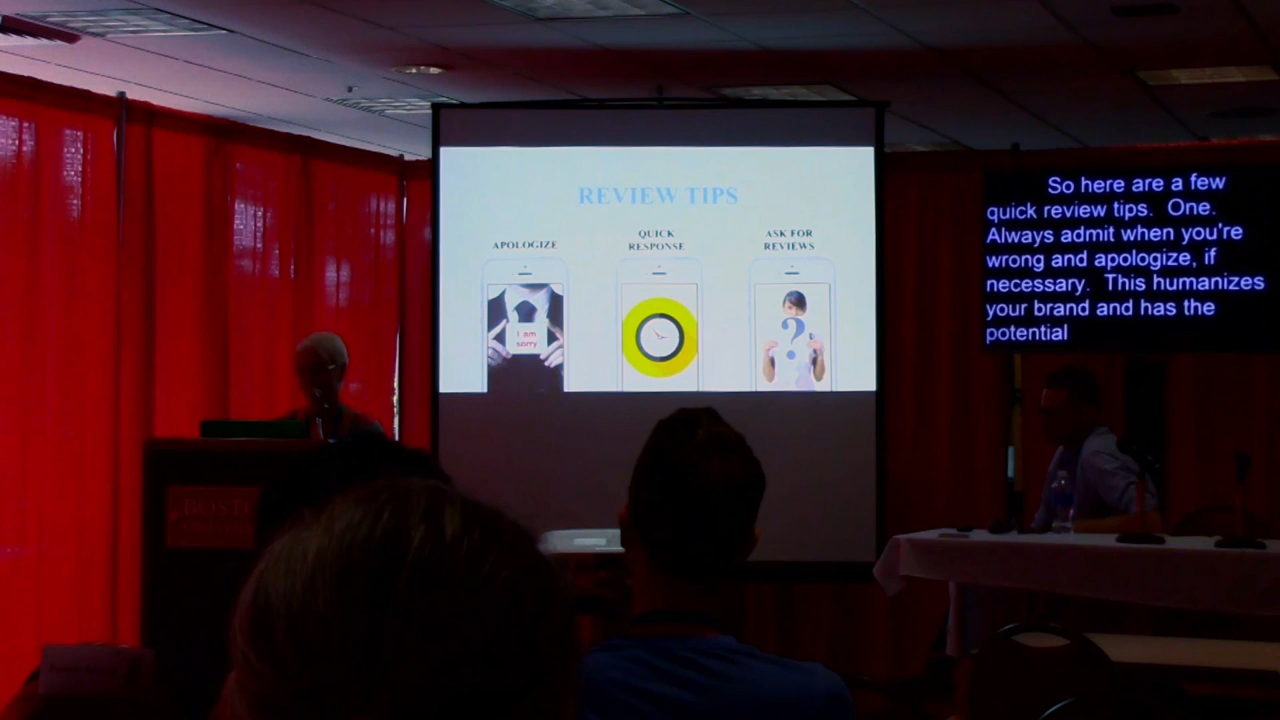 REVIEW TIPS
APOLOGIZE
QUICK
RESPONSE
ASK FOR
REVIEWS
I am
sorry
?
So here are a few
quick review tips.  One.
Always admit when you're
wrong and apologize, if
necessary.  This humanizes
your brand and has the
potential